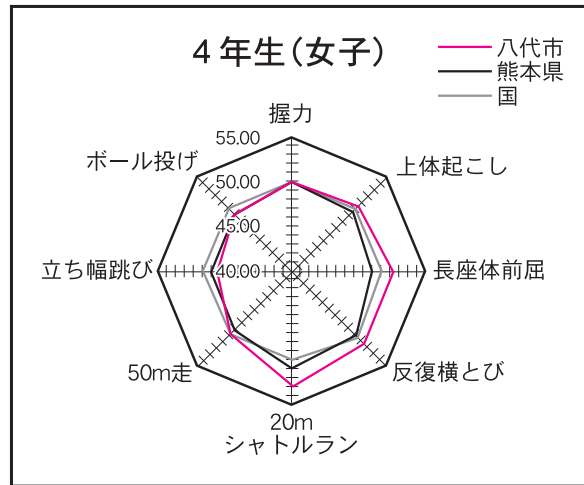 4年生(女子)
八代市
熊本県
国
握力
上体起こし
長座体前屈
反復横とび
20m
シャトルラン
50m走
立ち幅跳び
ボール投げ
55.00
50.00
45.00
40.00